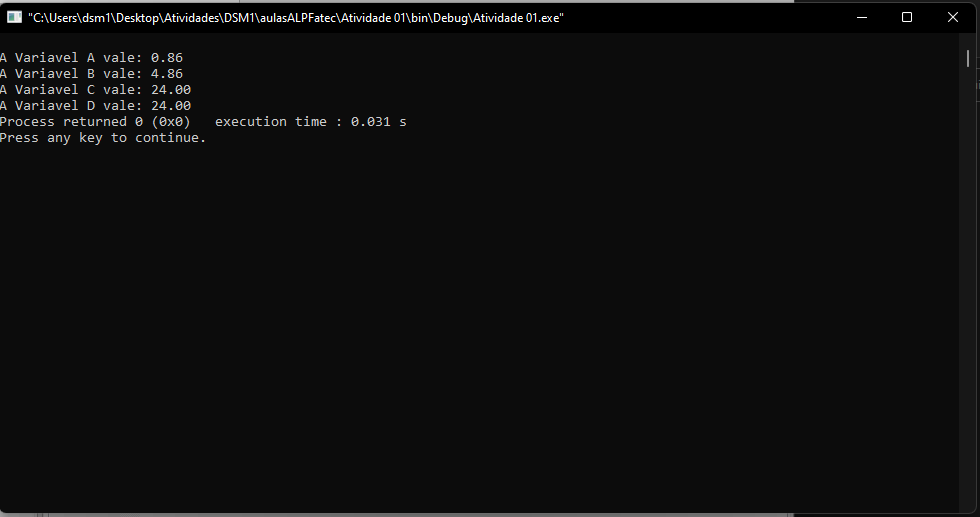 "C:\Users\dsm1\Desktop\Atividades\DSM1\aulasALPFatec\Atividade 01\bin\Debug\Atividade 01.exe"
A Variavel A vale: 0.86
A Variavel B vale: 4.86
A Variavel C vale: 24.00
A Variavel D vale: 24.00
Process returned 0 (0x0)   execution time : 0.031 s
Press any key to continue.